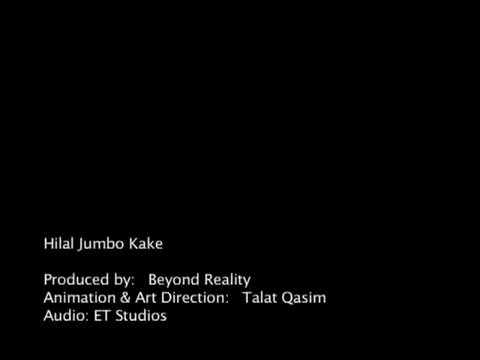 Hilal Jumbo Kake
Produced by: Beyond Reality
Animation & Art Direction: Talat Qasim
Audio: ET Studios